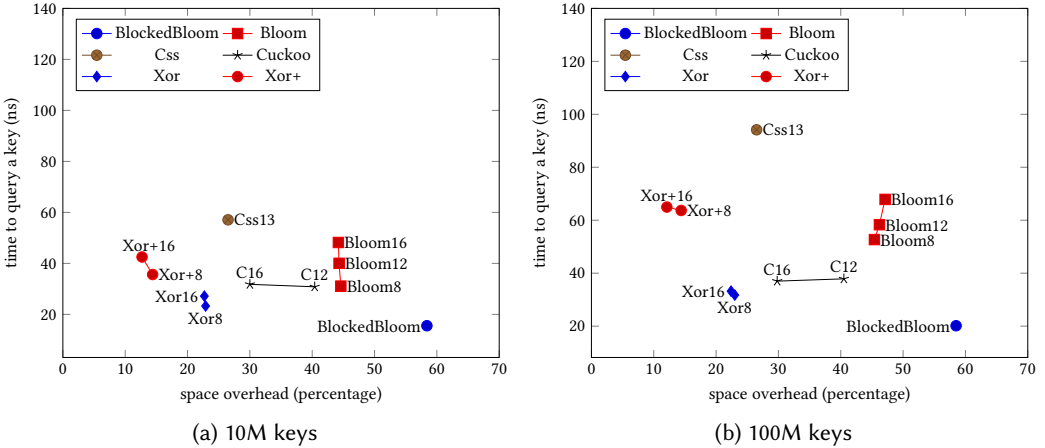 140
120
100
80
60
40
20
0 10 20 30 40 50 60 70
time to query a key (ns)
space overhead (percentage)
BlockedBloom Bloom
Css Cuckoo
Xor Xor+
Css13
Xor+16
Xor+8
Xor16
Xor8
C16
C12
Bloom16
Bloom12
Bloom8
BlockedBloom
(a) 10M keys
140
120
100
80
60
40
20
0 10 20 30 40 50 60 70
time to query a key (ns)
space overhead (percentage)
BlockedBloom Bloom
Css Cuckoo
Xor Xor+
Css13
Xor+16
Xor+8
Xor16
Xor8
C16
C12
Bloom16
Bloom12
Bloom8
BlockedBloom
(b) 100M keys